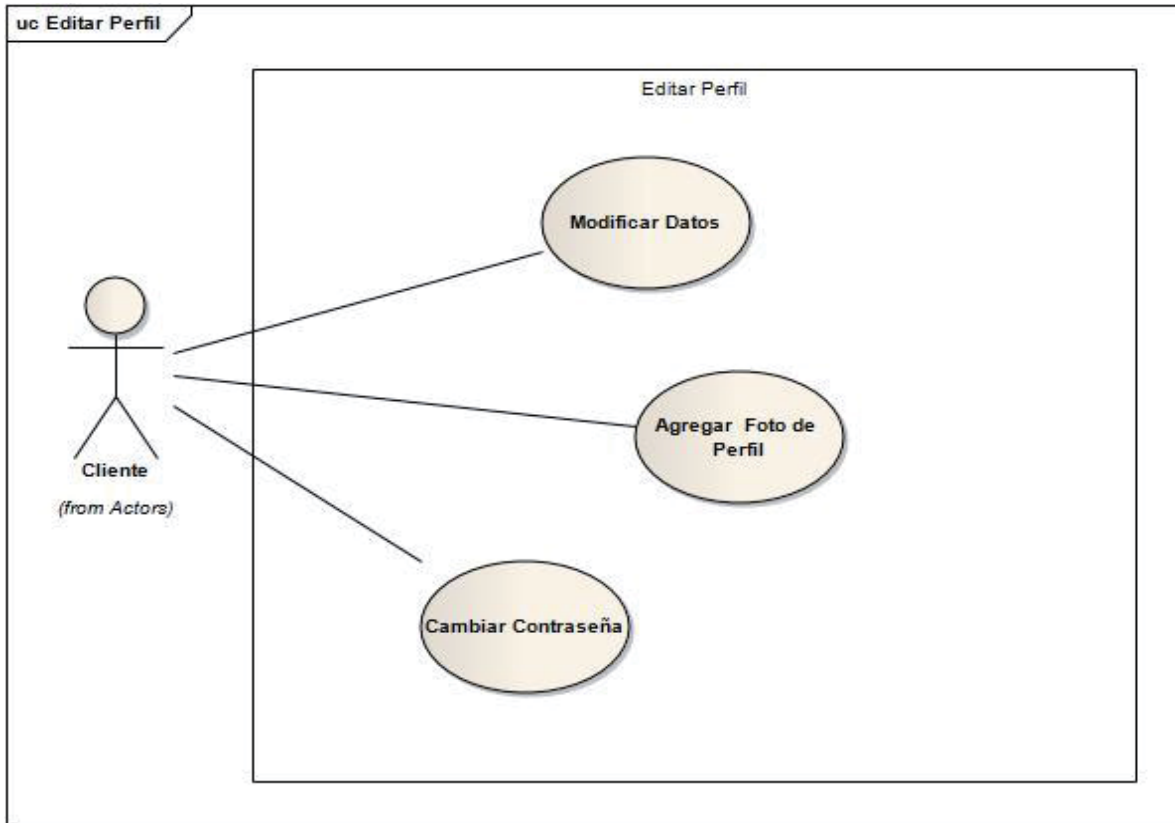 uc Editar Perfil
Editar Perfil
Modificar Datos
Agregar Foto de
Perfil
Cliente
(from Actors)
Cambiar Contraseña